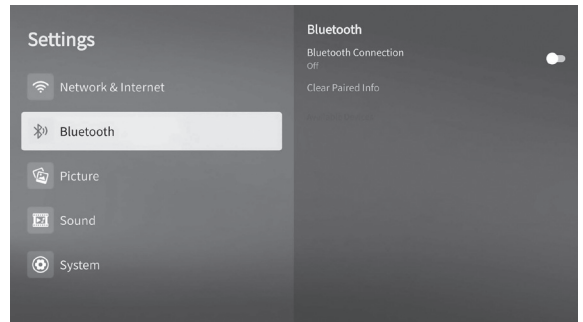 Settings
Network & Internet
Bluetooth
Picture
Sound
System
Bluetooth
Bluetooth Connection
Off
Clear Paired Info